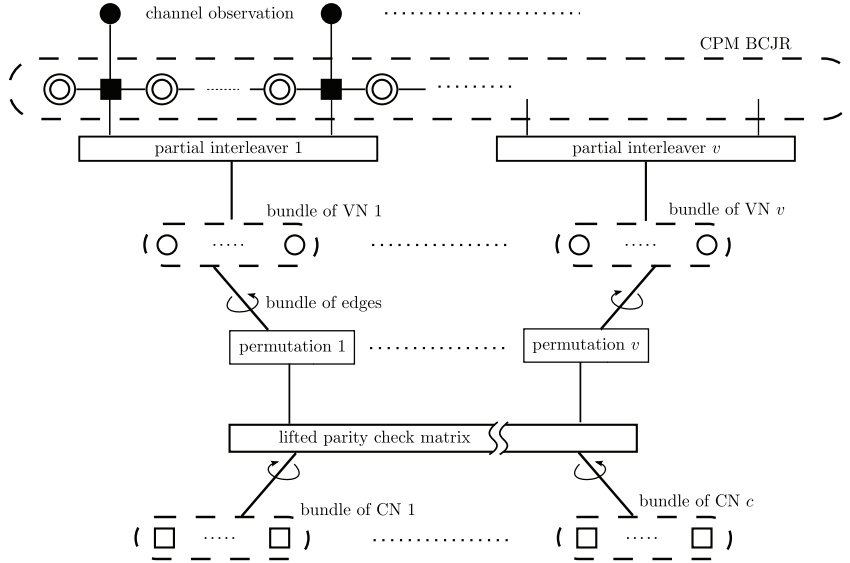 channel observation
CPM BCJR
partial interleaver 1
partial interleaver v
bundle of VN 1
bundle of VN v
bundle of edges
permutation 1
permutation v
lifted parity check matrix
bundle of CN 1
bundle of CN c